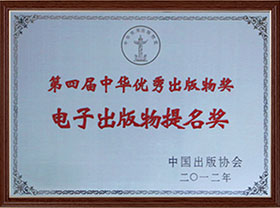 第四届中华优秀出版物奖
电子出版物提名奖
中国出版协会
二〇一二年